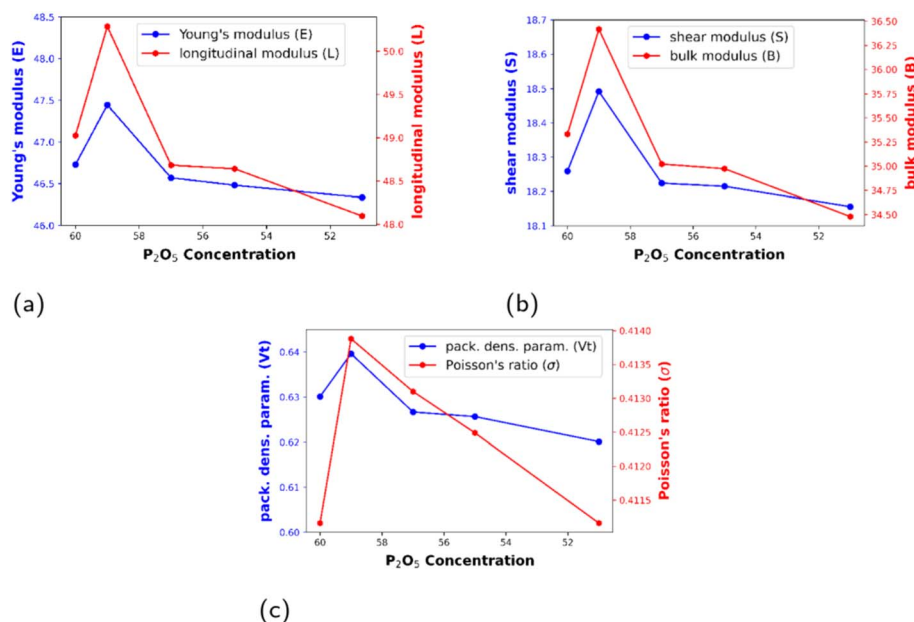 48.5
48.0
47.5
47.0
46.5
46.0
Young's modulus (E)
Young's modulus (E)
longitudinal modulus (L)
50.0
49.5
49.0
48.5
48.0
longitudinal modulus (L)
60 58 56 54 52
P₂O₅ Concentration
(a)
18.7
18.6
18.5
18.4
18.3
18.2
18.1
shear modulus (S)
shear modulus (S)
bulk modulus (B)
36.50
36.25
36.00
35.75
35.50
35.25
35.00
34.75
34.50
bulk modulus (B)
60 58 56 54 52
P₂O₅ Concentration
(b)
0.64
0.63
0.62
0.61
0.60
pack. dens. param. (Vt)
pack. dens. param. (Vt)
Poisson's ratio (σ)
0.4140
0.4135
0.4130
0.4125
0.4120
0.4115
Poisson's ratio (σ)
60 58 56 54 52
P₂O₅ Concentration
(c)